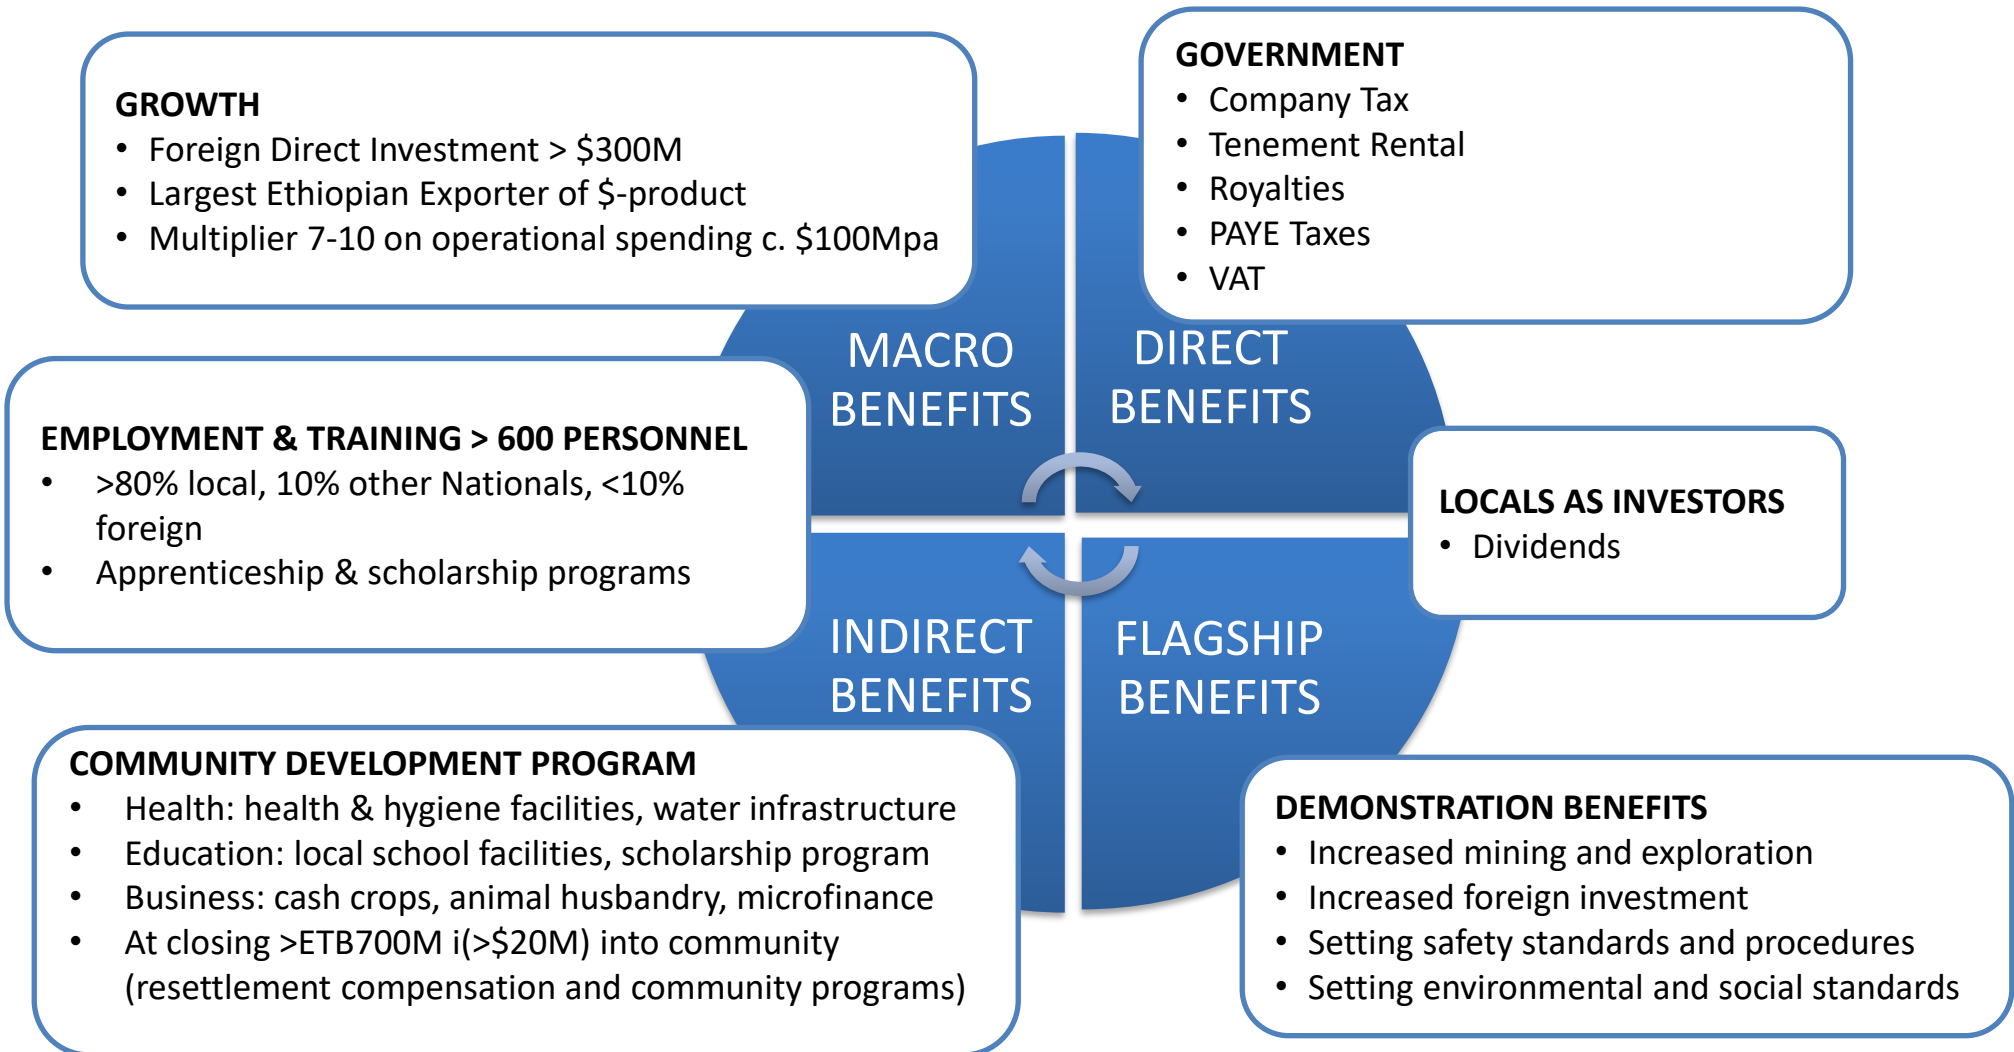 GROWTH
• Foreign Direct Investment > $300M
• Largest Ethiopian Exporter of $-product
• Multiplier 7-10 on operational spending c. $100Mpa
GOVERNMENT
• Company Tax
• Tenement Rental
• Royalties
• PAYE Taxes
• VAT
MACRO
BENEFITS
DIRECT
BENEFITS
EMPLOYMENT & TRAINING > 600 PERSONNEL
• >80% local, 10% other Nationals, <10%
foreign
• Apprenticeship & scholarship programs
LOCALS AS INVESTORS
• Dividends
INDIRECT
BENEFITS
FLAGSHIP
BENEFITS
COMMUNITY DEVELOPMENT PROGRAM
• Health: health & hygiene facilities, water infrastructure
• Education: local school facilities, scholarship program
• Business: cash crops, animal husbandry, microfinance
• At closing >ETB700M i(>$20M) into community
(resettlement compensation and community programs)
DEMONSTRATION BENEFITS
• Increased mining and exploration
• Increased foreign investment
• Setting safety standards and procedures
• Setting environmental and social standards